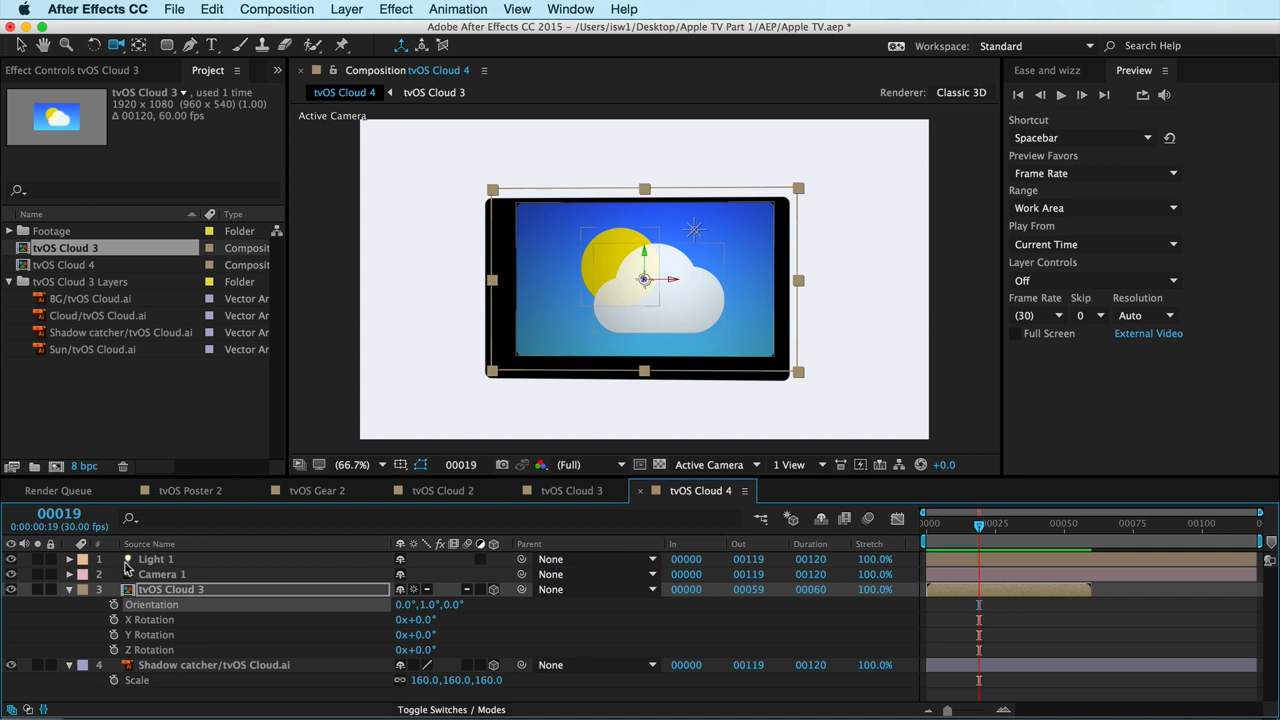 After Effects CC File Edit Composition Layer Effect Animation View Window Help
Adobe After Effects CC 2015 - /Users/isw1/Desktop/Apple TV Part 1/AEP/Apple TV.aep *
Workspace: Standard Search Help
Effect Controls tvOS Cloud 3 Project
tvOS Cloud 3 , used 1 time
1920 x 1080 (960 x 540) (1.00)
Δ 00120, 60.00 fps
Name Type
Footage Folder
tvOS Cloud 3 Composit
tvOS Cloud 4 Composit
tvOS Cloud 3 Layers Folder
BG/tvOS Cloud.ai Vector Ar
Cloud/tvOS Cloud.ai Vector Ar
Shadow catcher/tvOS Cloud.ai Vector Ar
Sun/tvOS Cloud.ai Vector Ar
8 bpc
Composition tvOS Cloud 4
tvOS Cloud 4 tvOS Cloud 3 Renderer: Classic 3D
Active Camera
(66.7%) 00019 (Full) Active Camera 1 View +0.0
Ease and wizz Preview
Shortcut
Spacebar
Preview Favors
Frame Rate
Range
Work Area
Play From
Current Time
Layer Controls
Off
Frame Rate Skip Resolution
(30) 0 Auto
Full Screen External Video
Render Queue tvOS Poster 2 tvOS Gear 2 tvOS Cloud 2 tvOS Cloud 3 tvOS Cloud 4
00019
0:00:00:19 (30.00 fps)
0000 00025 00050 00075 00100
# Source Name Parent In Out Duration Stretch
1 Light 1 None 00000 00119 00120 100.0%
2 Camera 1 None 00000 00119 00120 100.0%
3 tvOS Cloud 3 None 00000 00059 00060 100.0%
Orientation 0.0°,1.0°,0.0°
X Rotation 0x+0.0°
Y Rotation 0x+0.0°
Z Rotation 0x+0.0°
4 Shadow catcher/tvOS Cloud.ai None 00000 00119 00120 100.0%
Scale 160.0,160.0,160.0%
Toggle Switches / Modes